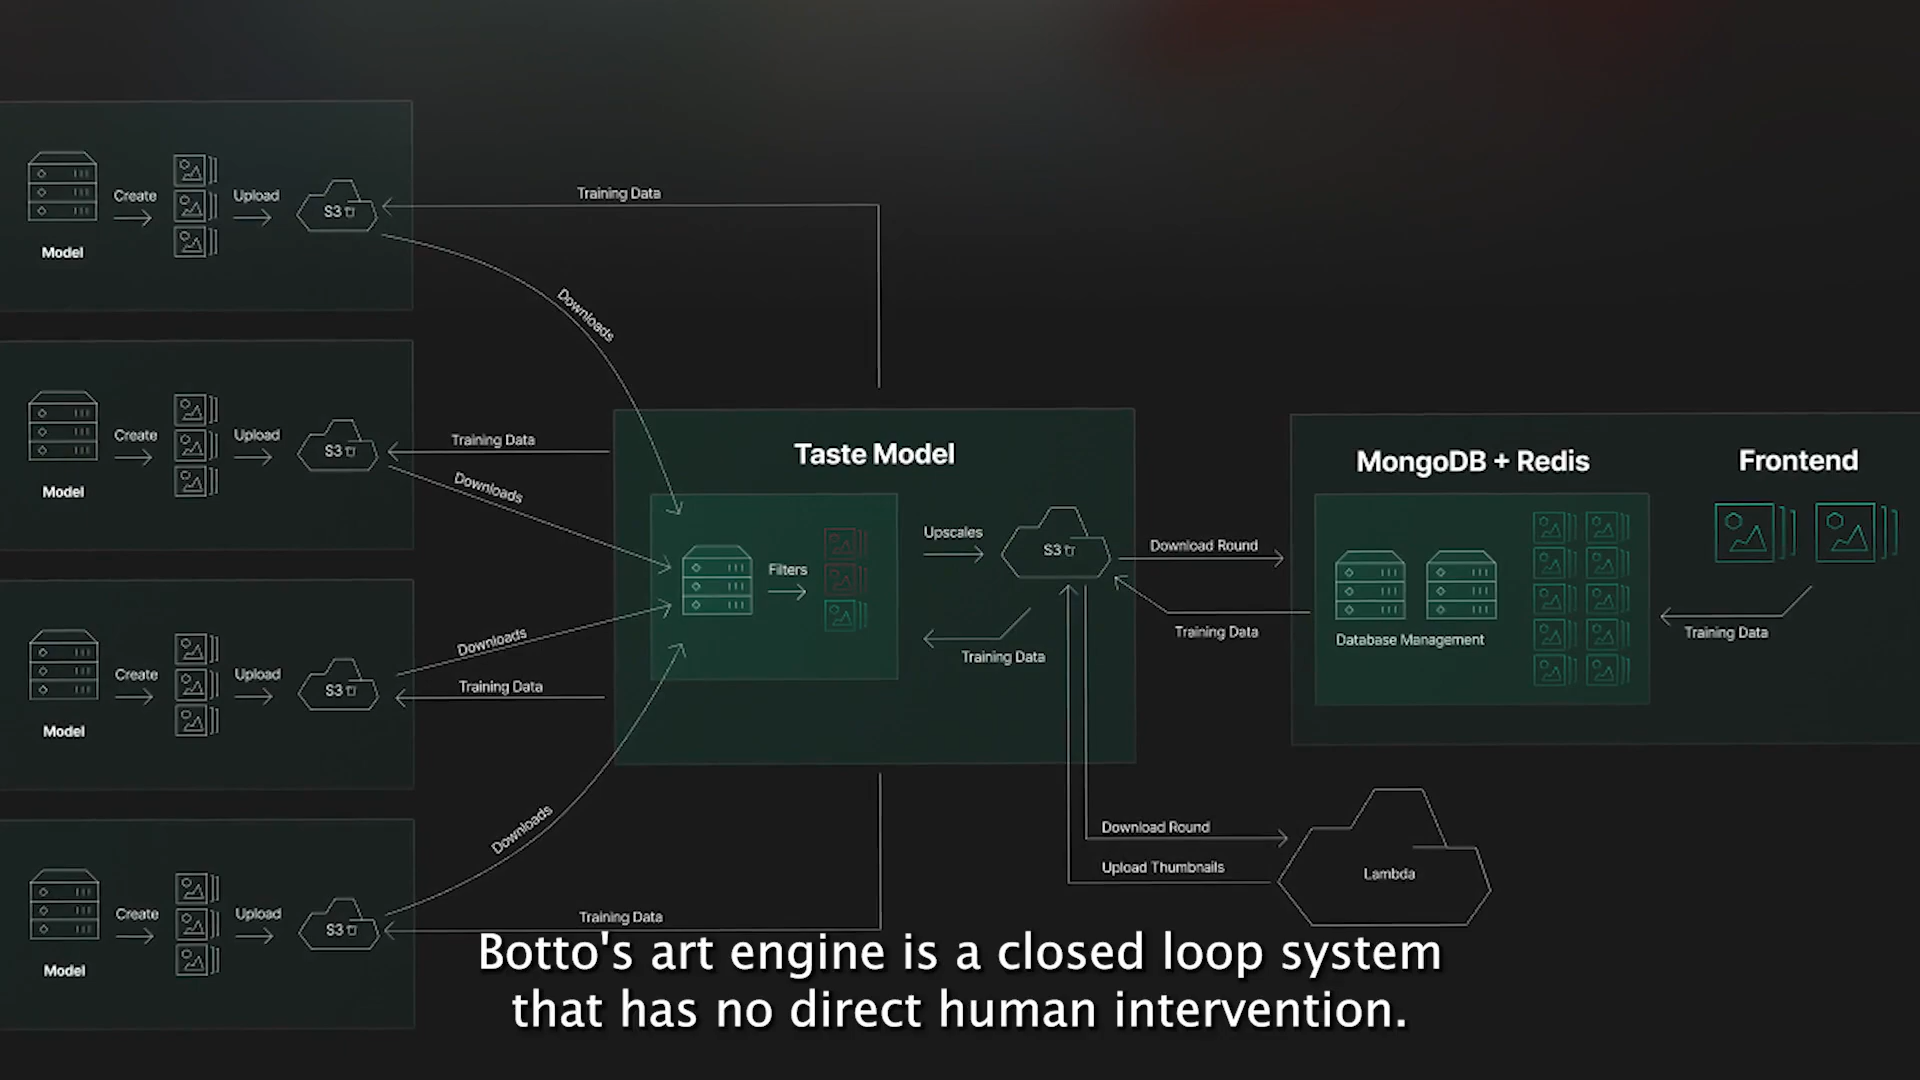 Create
Upload
S3
Model
Training Data
Downloads
Create
Upload
S3
Model
Training Data
Downloads
Create
Upload
S3
Model
Downloads
Training Data
Create
Upload
S3
Model
Downloads
Training Data
Taste Model
Filters
Upscales
S3
Training Data
Download Round
Training Data
MongoDB + Redis
Database Management
Frontend
Training Data
Download Round
Upload Thumbnails
Lambda
Botto's art engine is a closed loop system
that has no direct human intervention.